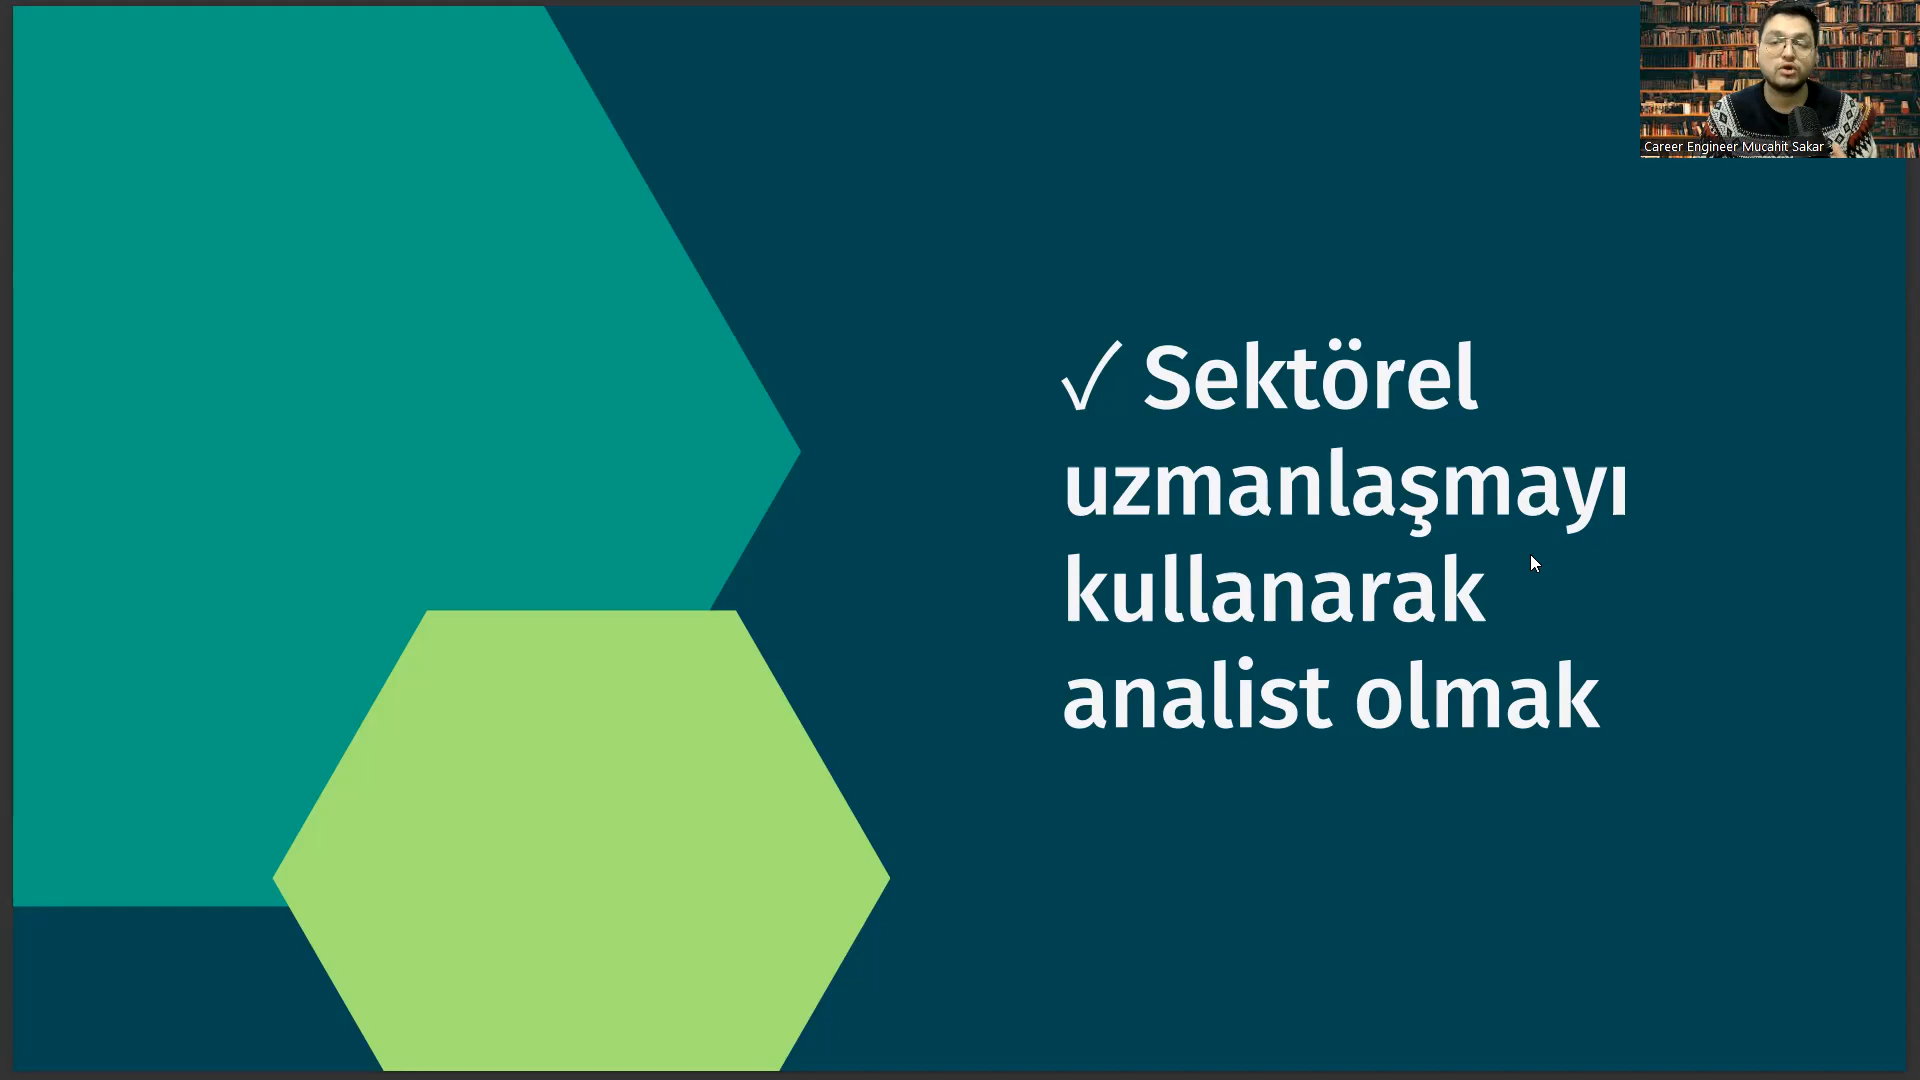 Career Engineer Mucahit Sakar
✓ Sektörel
uzmanlaşmayı
kullanarak
analist olmak